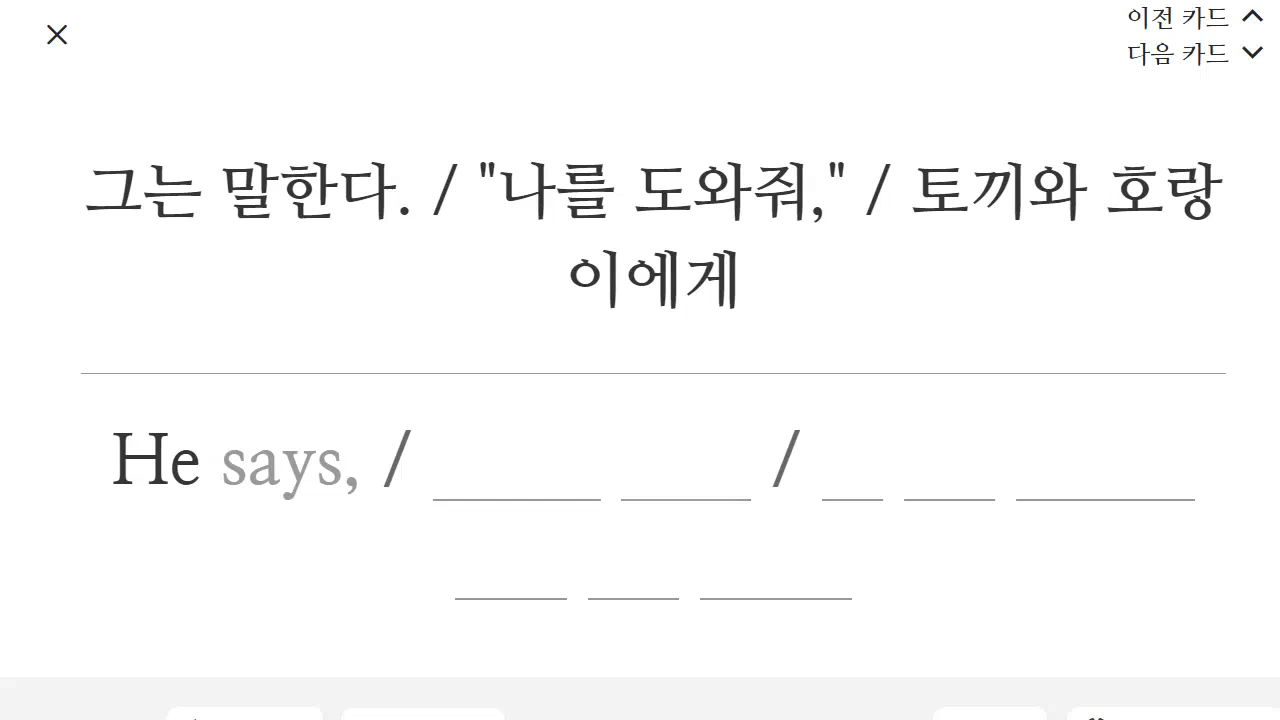 이전 카드
다음 카드
그는 말한다. / "나를 도와줘," / 토끼와 호랑
이에게
He says, / /